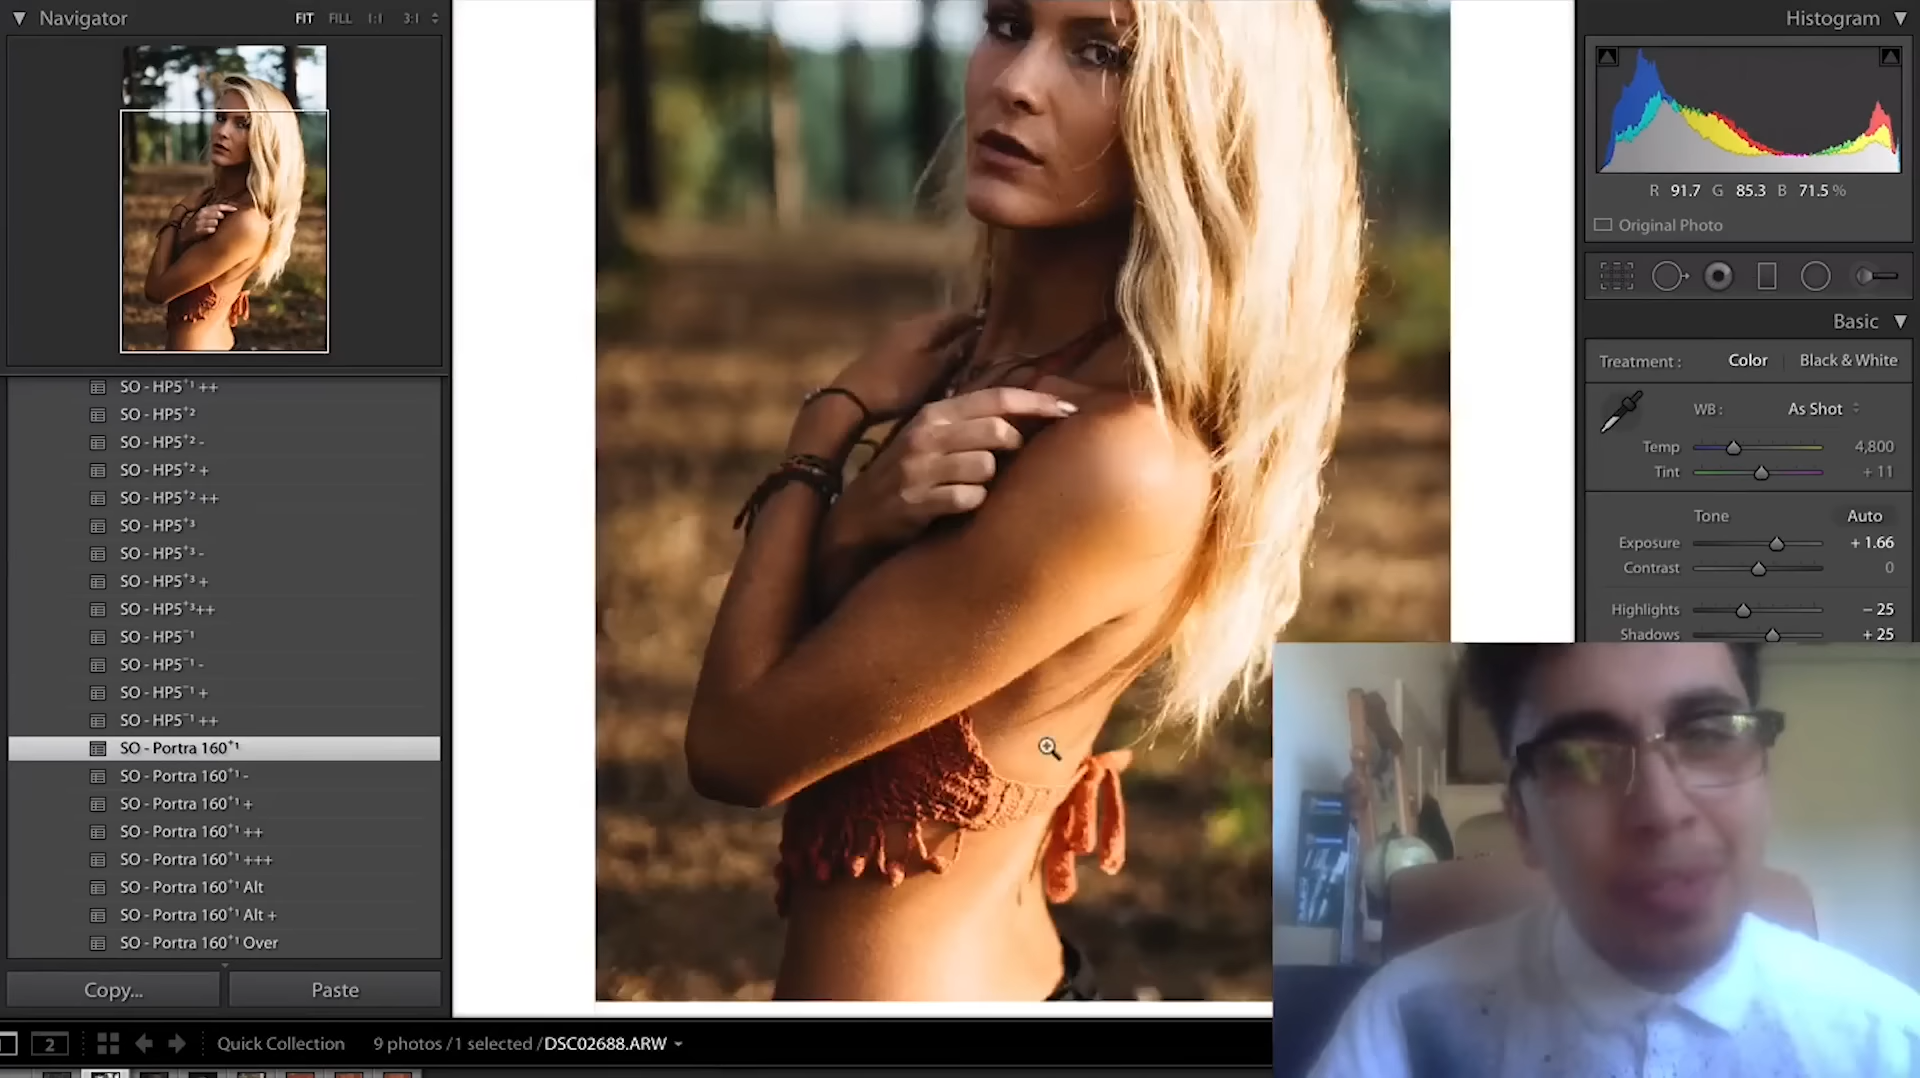 Navigator
FIT FILL 1:1 3:1
SO - HP5⁺¹ ++
SO - HP5⁺²
SO - HP5⁺² -
SO - HP5⁺² +
SO - HP5⁺² ++
SO - HP5⁺³
SO - HP5⁺³ -
SO - HP5⁺³ +
SO - HP5⁺³++
SO - HP5⁻¹
SO - HP5⁻¹ -
SO - HP5⁻¹ +
SO - HP5⁻¹ ++
SO - Portra 160⁺¹
SO - Portra 160⁺¹ -
SO - Portra 160⁺¹ +
SO - Portra 160⁺¹ ++
SO - Portra 160⁺¹ +++
SO - Portra 160⁺¹ Alt
SO - Portra 160⁺¹ Alt +
SO - Portra 160⁺¹ Over
Copy... Paste
2 Quick Collection 9 photos /1 selected /DSC02688.ARW
Histogram
R 91.7 G 85.3 B 71.5 %
Original Photo
Basic
Treatment : Color Black & White
WB : As Shot
Temp 4,800
Tint + 11
Tone Auto
Exposure + 1.66
Contrast 0
Highlights − 25
Shadows + 25